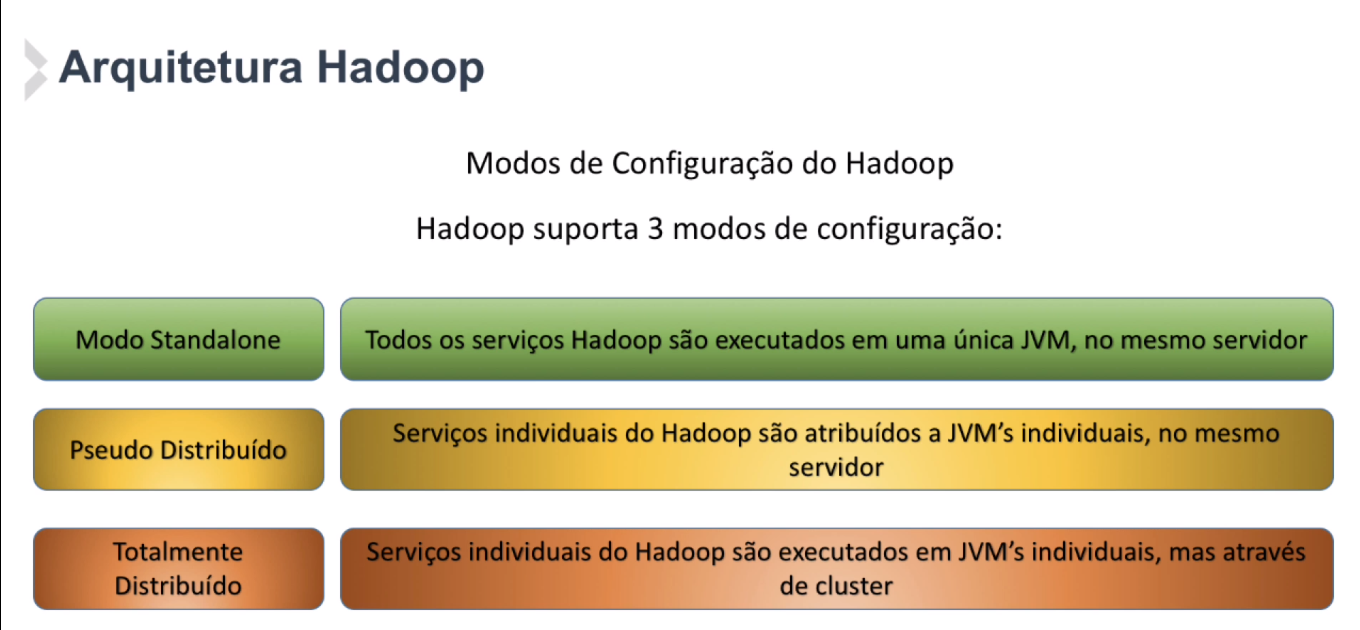 Arquitetura Hadoop
Modos de Configuração do Hadoop
Hadoop suporta 3 modos de configuração:
Modo Standalone
Todos os serviços Hadoop são executados em uma única JVM, no mesmo servidor
Pseudo Distribuído
Serviços individuais do Hadoop são atribuídos a JVM’s individuais, no mesmo
servidor
Totalmente
Distribuído
Serviços individuais do Hadoop são executados em JVM’s individuais, mas através
de cluster